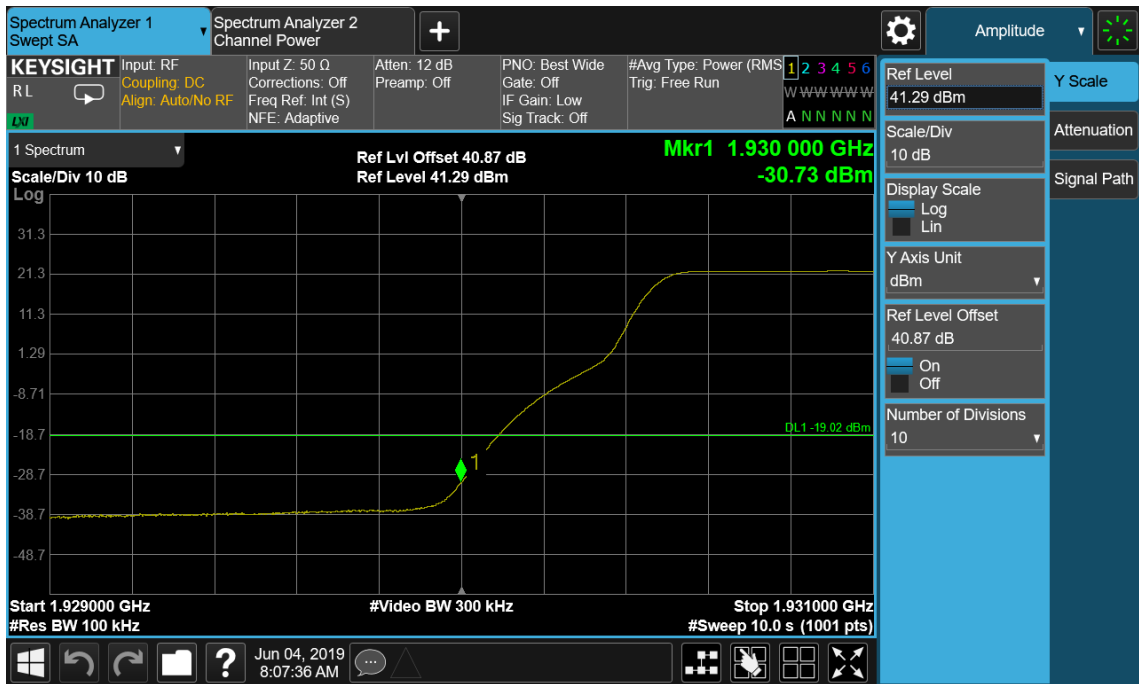 Spectrum Analyzer 1
Swept SA
Spectrum Analyzer 2
Channel Power
Amplitude
KEYSIGHT
RL
LXI
Input: RF
Coupling: DC
Align: Auto/No RF
Input Z: 50 Ω
Corrections: Off
Freq Ref: Int (S)
NFE: Adaptive
Atten: 12 dB
Preamp: Off
PNO: Best Wide
Gate: Off
IF Gain: Low
Sig Track: Off
#Avg Type: Power (RMS
Trig: Free Run
1 2 3 4 5 6
W W W W W W
A N N N N N
1 Spectrum
Scale/Div 10 dB
Ref Lvl Offset 40.87 dB
Ref Level 41.29 dBm
Mkr1 1.930 000 GHz
-30.73 dBm
Log
31.3
21.3
11.3
1.29
-8.71
-18.7
-28.7
-38.7
-48.7
DL1 -19.02 dBm
1
Start 1.929000 GHz
#Res BW 100 kHz
#Video BW 300 kHz
Stop 1.931000 GHz
#Sweep 10.0 s (1001 pts)
Ref Level
41.29 dBm
Scale/Div
10 dB
Display Scale
Log
Lin
Y Axis Unit
dBm
Ref Level Offset
40.87 dB
On
Off
Number of Divisions
10
Y Scale
Attenuation
Signal Path
?
Jun 04, 2019
8:07:36 AM